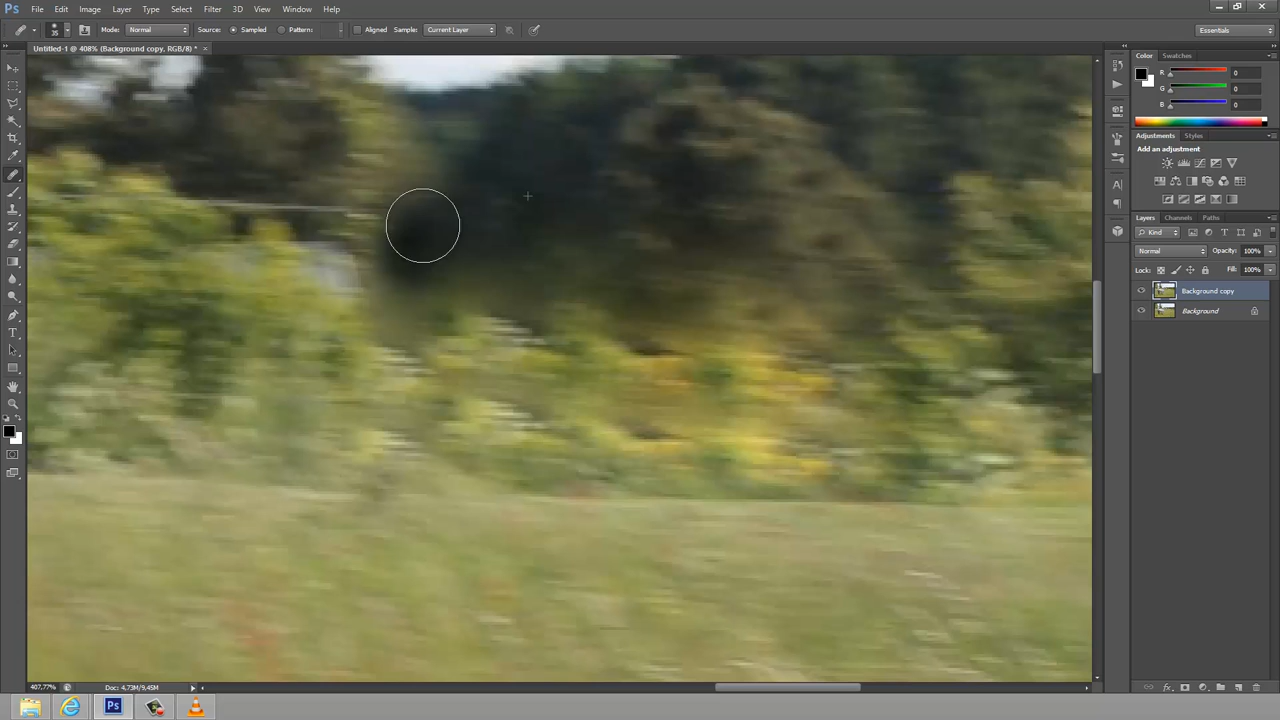 Ps File Edit Image Layer Type Select Filter 3D View Window Help
35 Mode: Normal Source: Sampled Pattern: Aligned Sample: Current Layer Essentials
Untitled-1 @ 408% (Background copy, RGB/8) * ×
Color Swatches
R 0
G 0
B 0
Adjustments Styles
Add an adjustment
Layers Channels Paths
Kind
Normal Opacity: 100%
Lock: Fill: 100%
Background copy
Background
407,77% Doc: 4,73M/9,45M
Ps